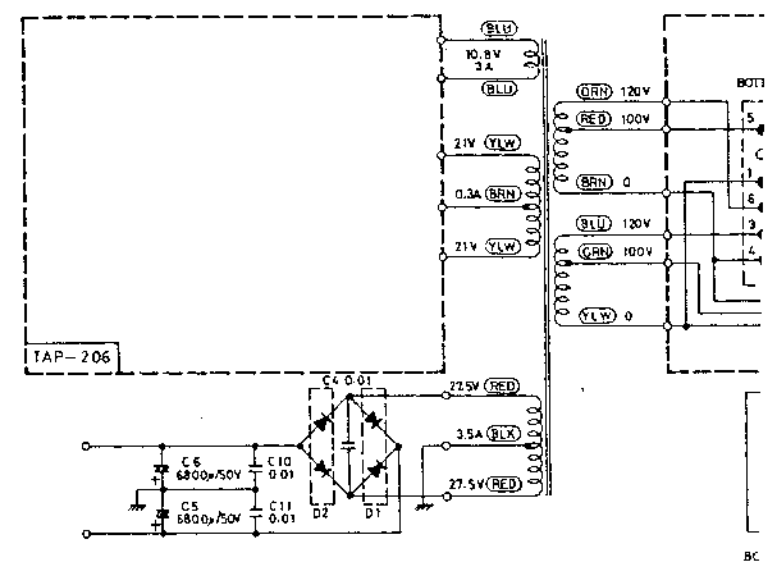 BLU
10.8V
3A
BLU
ORN 120V
RED 100V
5
21V YLW
1
0.3A BRN
BRN 0
6
BLU 120V
3
21V YLW
GRN 100V
4
YLW 0
TAP-206
C4 0.01
27.5V RED
3.5A BLK
C6
6800μ/50V
C10
0.01
27.5V RED
C5
6800μ/50V
C11
0.01
D2
D1